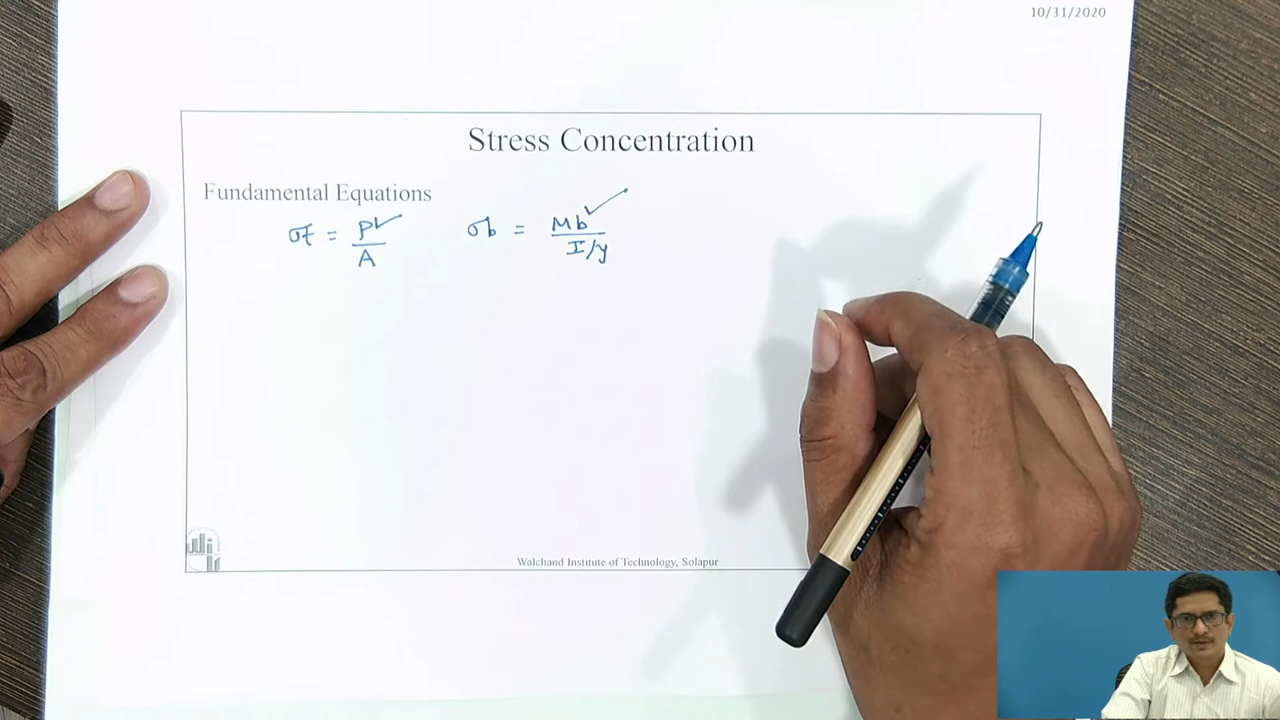 10/31/2020
Stress Concentration
Fundamental Equations
σt = P/A   σb = Mb/(I/y)
Walchand Institute of Technology, Solapur